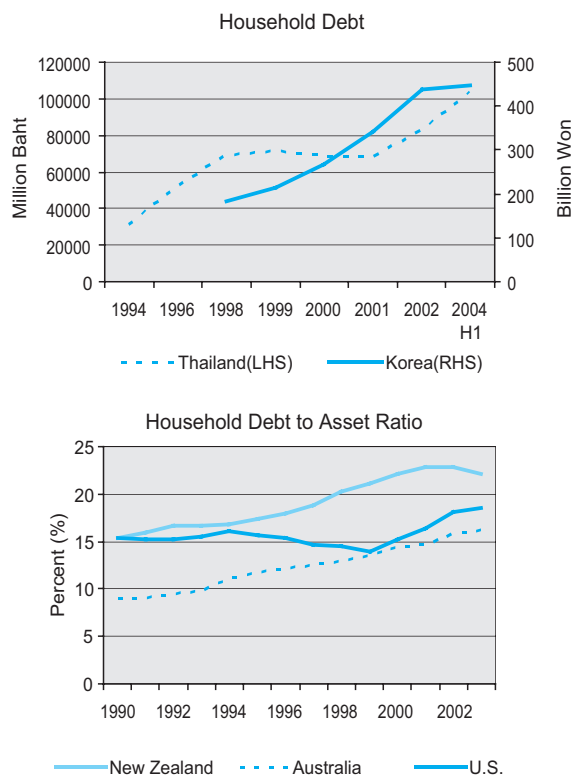 Household Debt
Million Baht
Billion Won
120000
100000
80000
60000
40000
20000
0
500
400
300
200
100
0
1994 1996 1998 1999 2000 2001 2002 2004
H1
Thailand(LHS) Korea(RHS)
Household Debt to Asset Ratio
Percent (%)
25
20
15
10
5
0
1990 1992 1994 1996 1998 2000 2002
New Zealand Australia U.S.